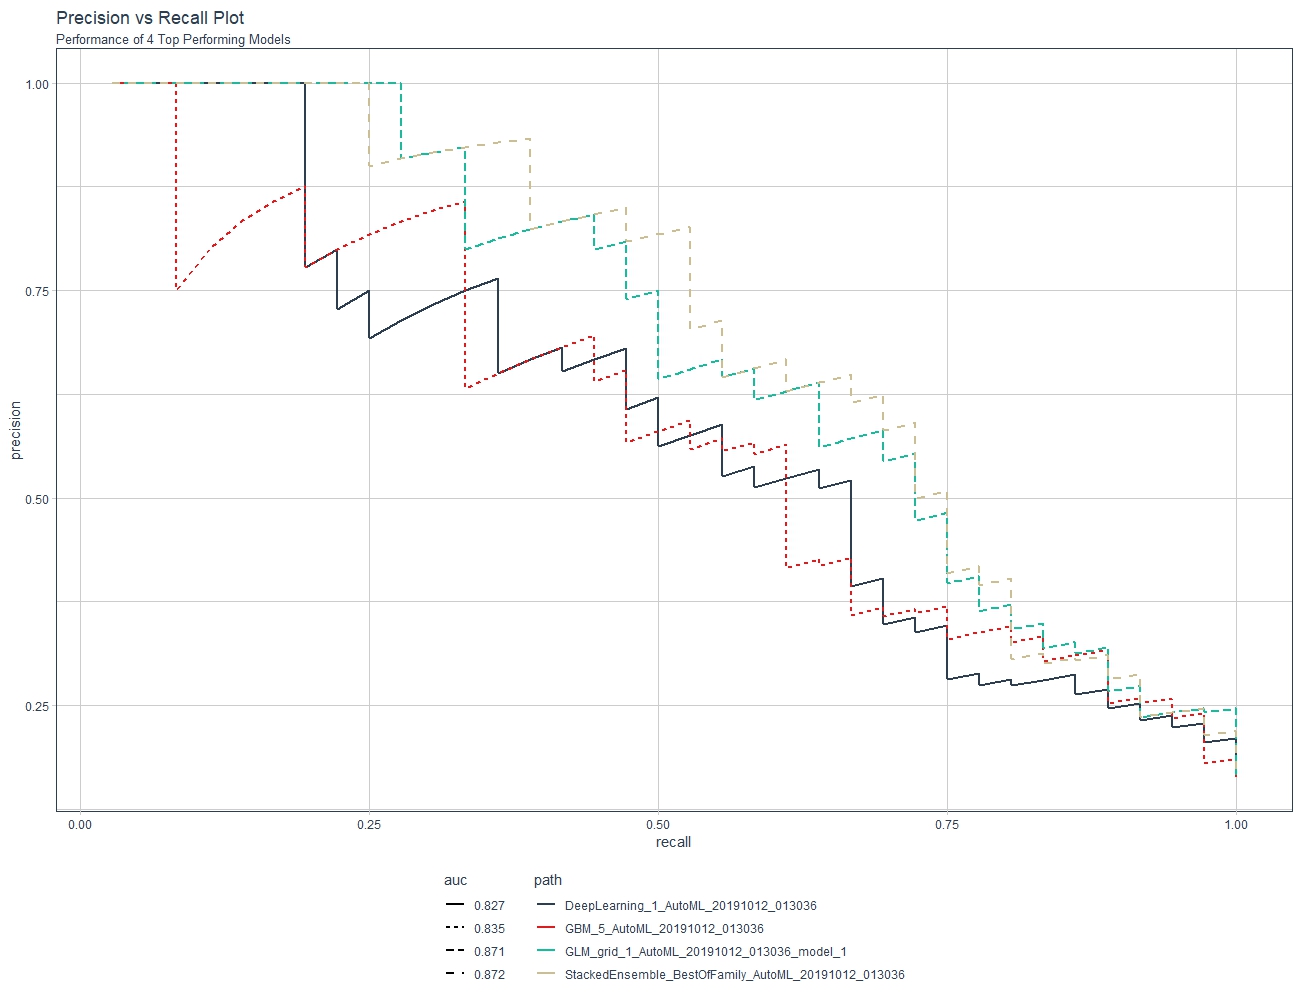 Precision vs Recall Plot
Performance of 4 Top Performing Models
precision
1.00
0.75
0.50
0.25
0.00 0.25 0.50 0.75 1.00
recall
auc path
0.827 DeepLearning_1_AutoML_20191012_013036
0.835 GBM_5_AutoML_20191012_013036
0.871 GLM_grid_1_AutoML_20191012_013036_model_1
0.872 StackedEnsemble_BestOfFamily_AutoML_20191012_013036